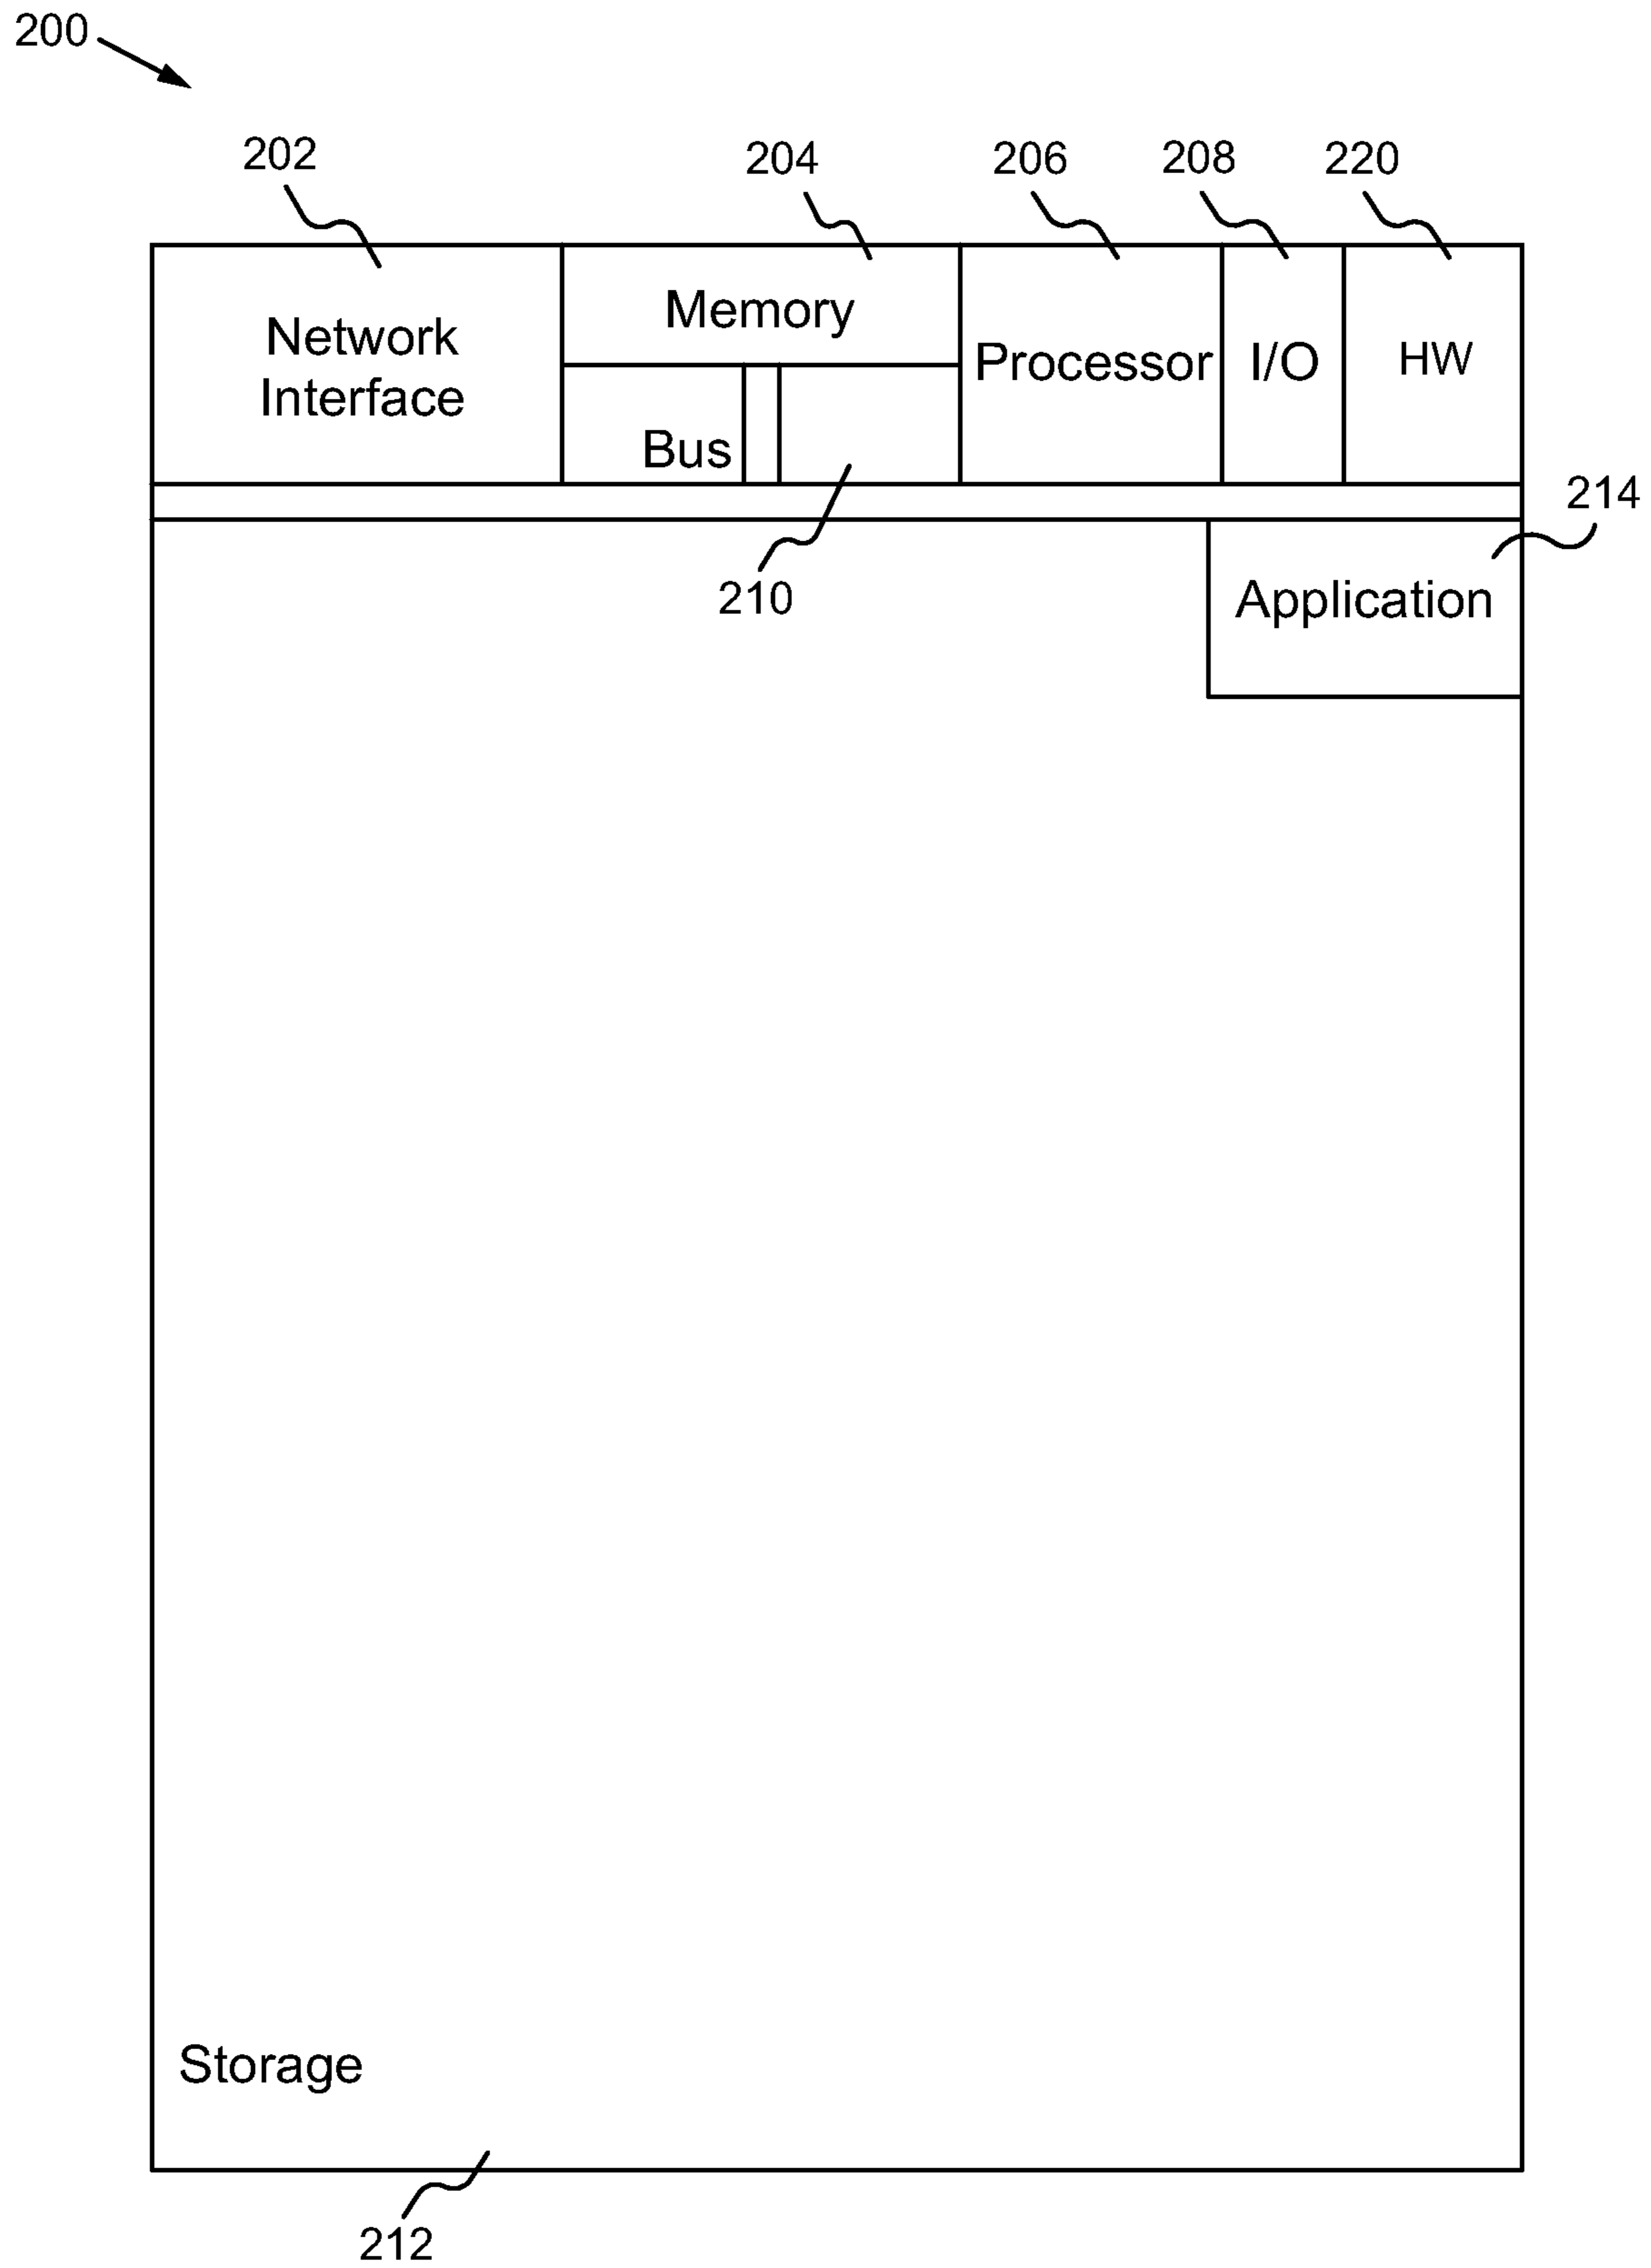 200
202
204
206
208
220
Network
Interface
Memory
Processor
I/O
HW
Bus
214
210
Application
Storage
212